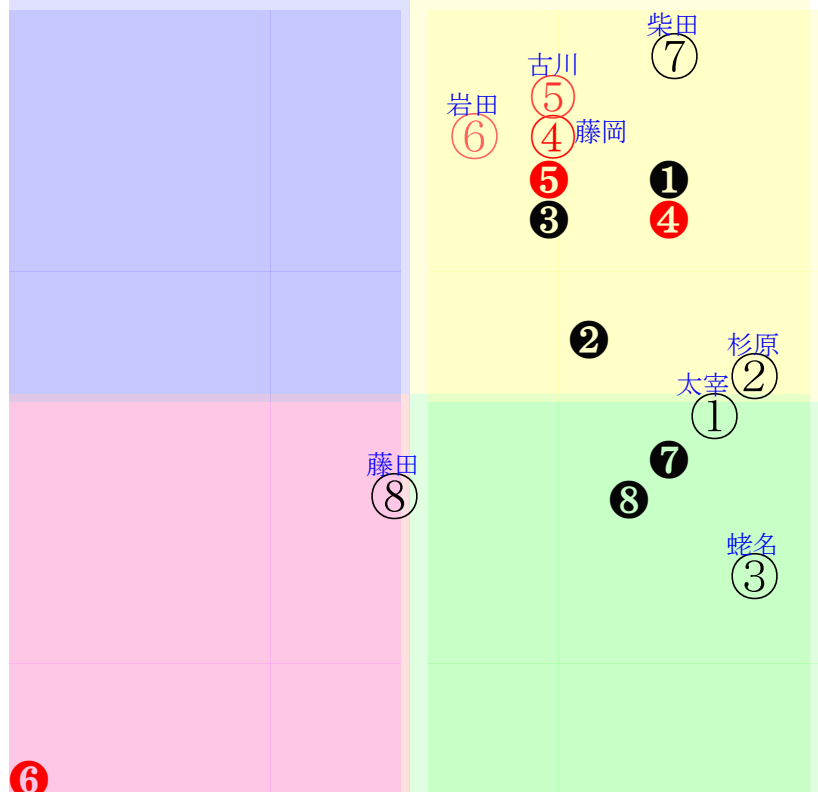 柴田
⑦
古川
⑤
岩田
⑥
④藤岡
❺
❶
❸
❹
❷
杉原
②
太宰
①
藤田
⑧
❼
❽
蛯名
③
❻